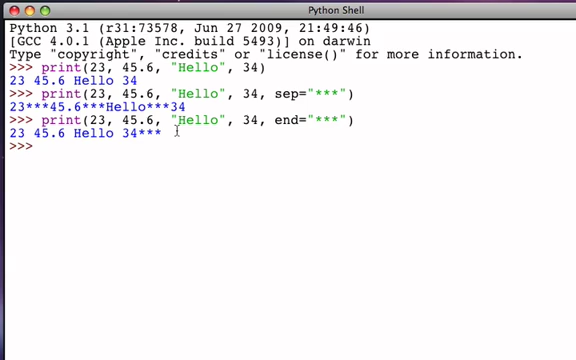 Python Shell
Python 3.1 (r31:73578, Jun 27 2009, 21:49:46)
[GCC 4.0.1 (Apple Inc. build 5493)] on darwin
Type "copyright", "credits" or "license()" for more information.
>>> print(23, 45.6, "Hello", 34)
23 45.6 Hello 34
>>> print(23, 45.6, "Hello", 34, sep="***")
23***45.6***Hello***34
>>> print(23, 45.6, "Hello", 34, end="***")
23 45.6 Hello 34***
>>>